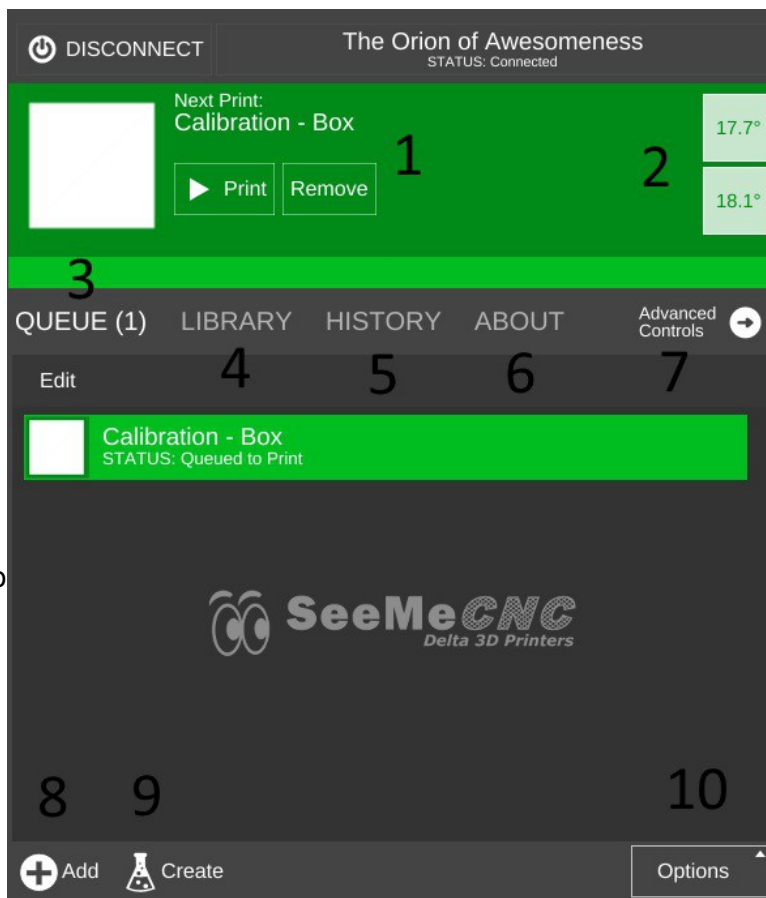 DISCONNECT
The Orion of Awesomeness
STATUS: Connected
Next Print:
Calibration - Box
1
2
17.7°
Print
Remove
18.1°
3
QUEUE (1)
LIBRARY
HISTORY
ABOUT
Advanced
Controls
4
5
6
7
Edit
Calibration - Box
STATUS: Queued to Print
SeeMeCNC
Delta 3D Printers
8
9
10
Add
Create
Options